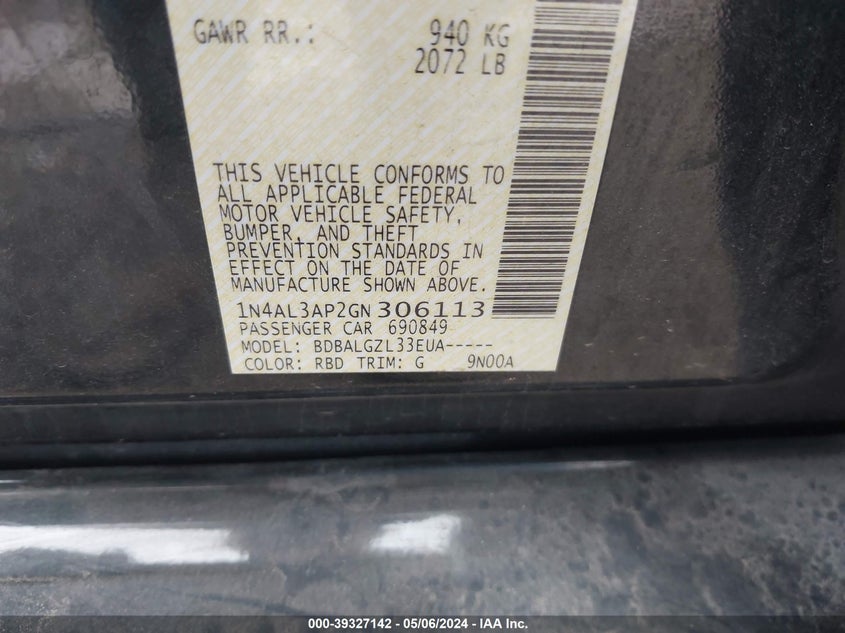 GAWR RR.: 940 KG
2072 LB
THIS VEHICLE CONFORMS TO
ALL APPLICABLE FEDERAL
MOTOR VEHICLE SAFETY,
BUMPER, AND THEFT
PREVENTION STANDARDS IN
EFFECT ON THE DATE OF
MANUFACTURE SHOWN ABOVE.
1N4AL3AP2GN306113
PASSENGER CAR 690849
MODEL: BDBALGZL33EUA-----
COLOR: RBD TRIM: G 9N00A
000-39327142 - 05/06/2024 - IAA Inc.